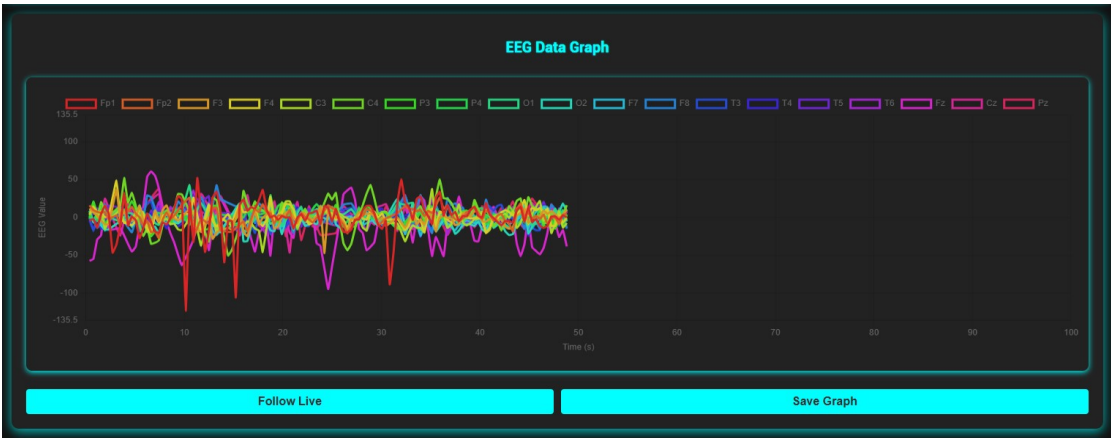 EEG Data Graph
Fp1 Fp2 F3 F4 C3 C4 P3 P4 O1 O2 F7 F8 T3 T4 T5 T6 Fz Cz Pz
135.5
100
50
0
-50
-100
-135.5
EEG Value
0 10 20 30 40 50 60 70 80 90 100
Time (s)
Follow Live
Save Graph